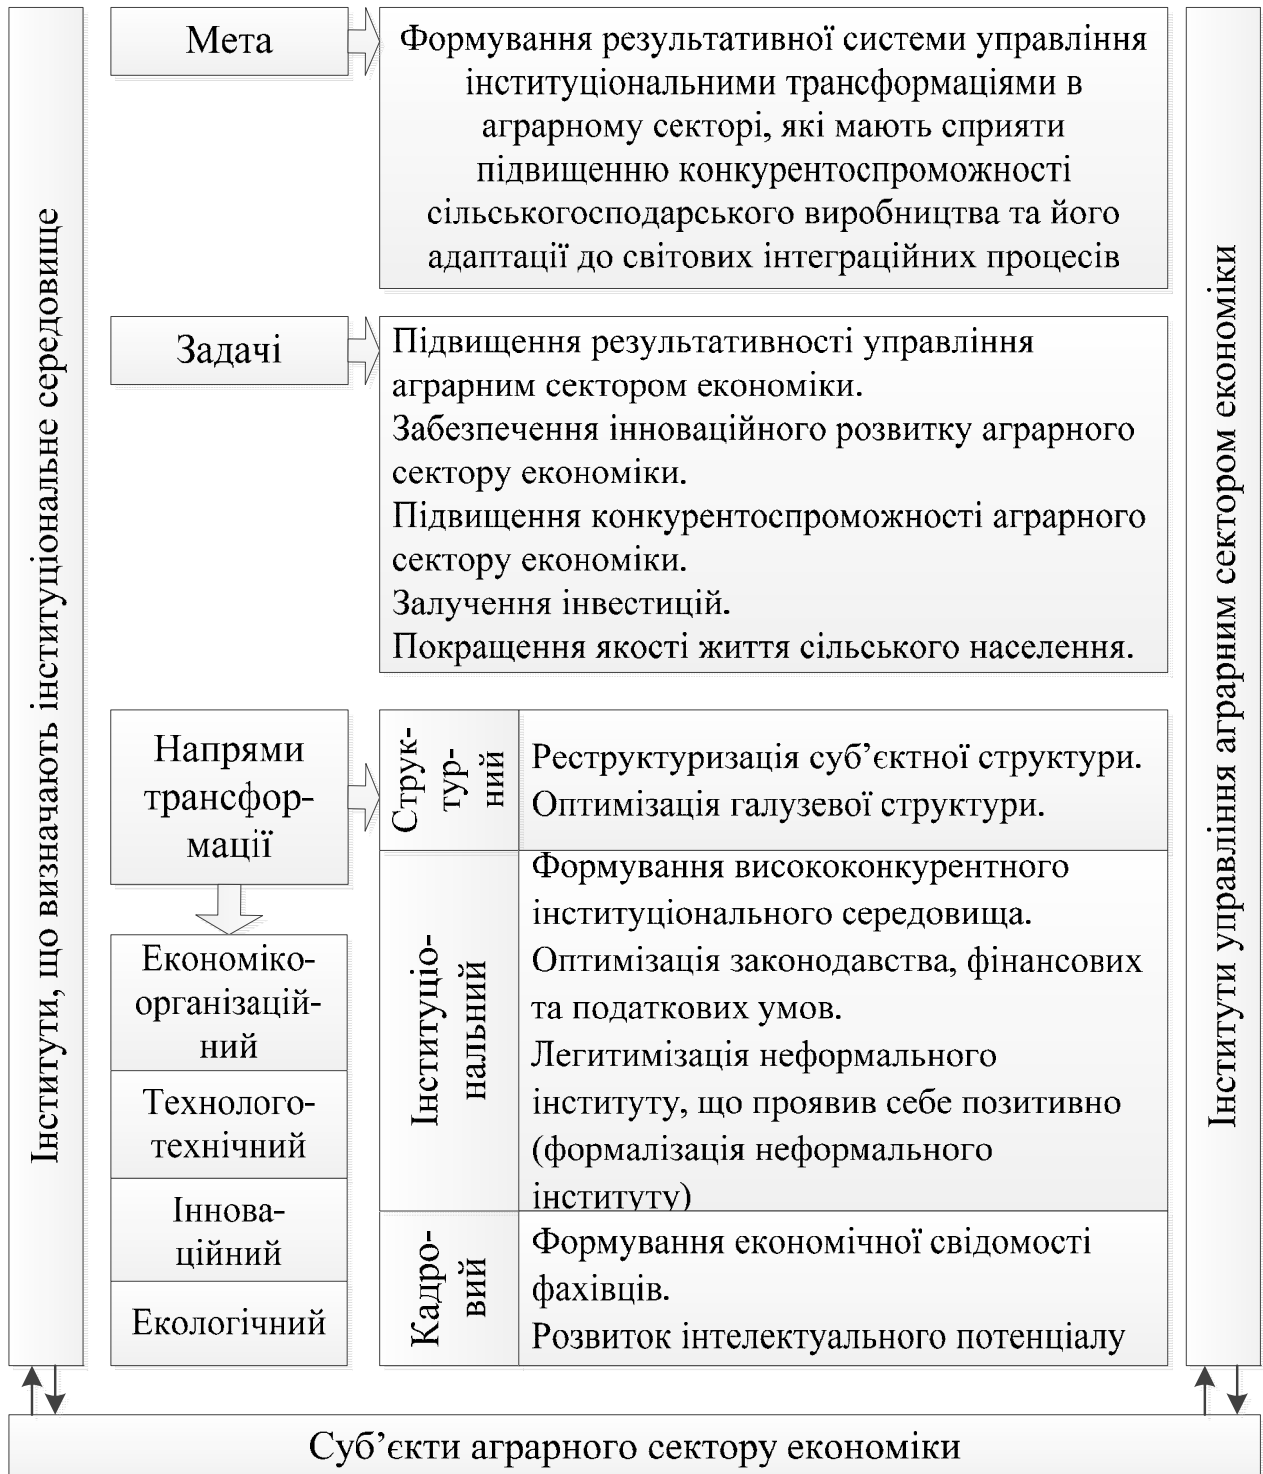 Інститути, що визначають інституціональне середовище
Мета
Формування результативної системи управління
інституціональними трансформаціями в
аграрному секторі, які мають сприяти
підвищенню конкурентоспроможності
сільськогосподарського виробництва та його
адаптації до світових інтеграційних процесів
Задачі
Підвищення результативності управління
аграрним сектором економіки.
Забезпечення інноваційного розвитку аграрного
сектору економіки.
Підвищення конкурентоспроможності аграрного
сектору економіки.
Залучення інвестицій.
Покращення якості життя сільського населення.
Напрями
трансфор-
мації
Економіко-
організацій-
ний
Технолого-
технічний
Іннова-
ційний
Екологічний
Струк-
тур-
ний
Реструктуризація суб’єктної структури.
Оптимізація галузевої структури.
Інституціо-
нальний
Формування висококонкурентного
інституціонального середовища.
Оптимізація законодавства, фінансових
та податкових умов.
Легитимізація неформального
інституту, що проявив себе позитивно
(формалізація неформального
інституту)
Кадро-
вий
Формування економічної свідомості
фахівців.
Розвиток інтелектуального потенціалу
Інститути управління аграрним сектором економіки
Суб’єкти аграрного сектору економіки